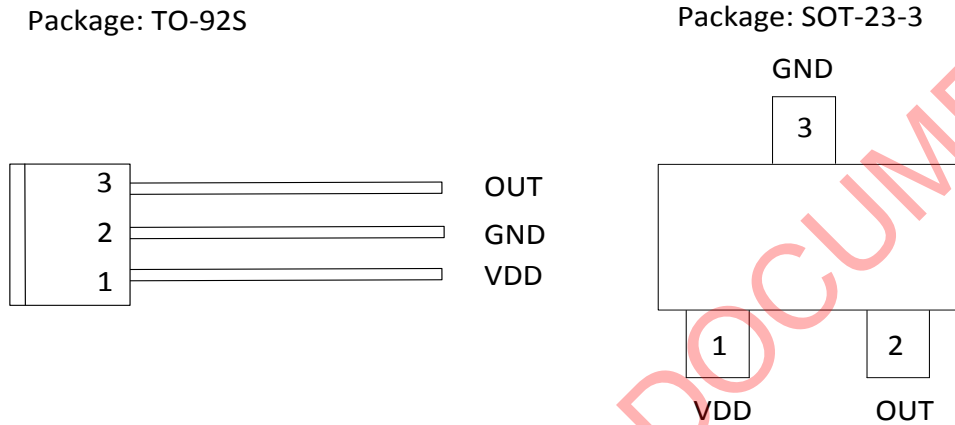 Package: TO-92S
3 OUT
2 GND
1 VDD
Package: SOT-23-3
GND
3
1 2
VDD OUT